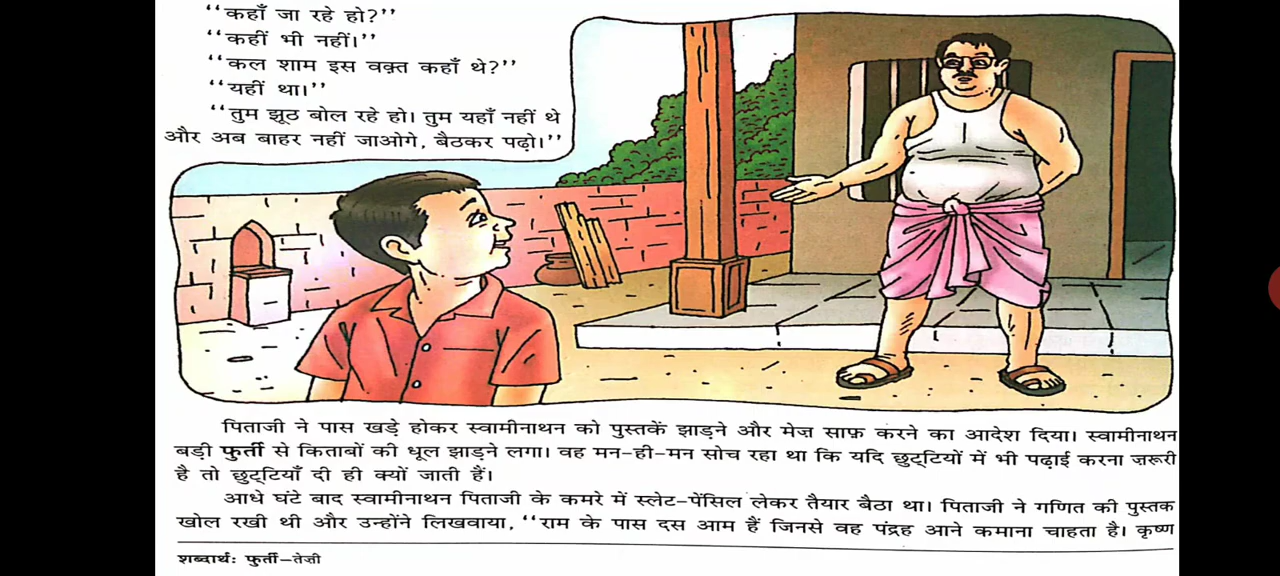 ‘‘कहाँ जा रहे हो?’’
‘‘कहीं भी नहीं।’’
‘‘कल शाम इस वक़्त कहाँ थे?’’
‘‘यहीं था।’’
‘‘तुम झूठ बोल रहे हो। तुम यहाँ नहीं थे
और अब बाहर नहीं जाओगे, बैठकर पढ़ो।’’
पिताजी ने पास खड़े होकर स्वामीनाथन को पुस्तकें झाड़ने और मेज़ साफ़ करने का आदेश दिया। स्वामीनाथन
बड़ी फुर्ती से किताबों की धूल झाड़ने लगा। वह मन-ही-मन सोच रहा था कि यदि छुट्टियों में भी पढ़ाई करना ज़रूरी
है तो छुट्टियाँ दी ही क्यों जाती हैं।
आधे घंटे बाद स्वामीनाथन पिताजी के कमरे में स्लेट-पेंसिल लेकर तैयार बैठा था। पिताजी ने गणित की पुस्तक
खोल रखी थी और उन्होंने लिखवाया, ‘‘राम के पास दस आम हैं जिनसे वह पंद्रह आने कमाना चाहता है। कृष्ण
शब्दार्थ: फुर्ती–तेज़ी